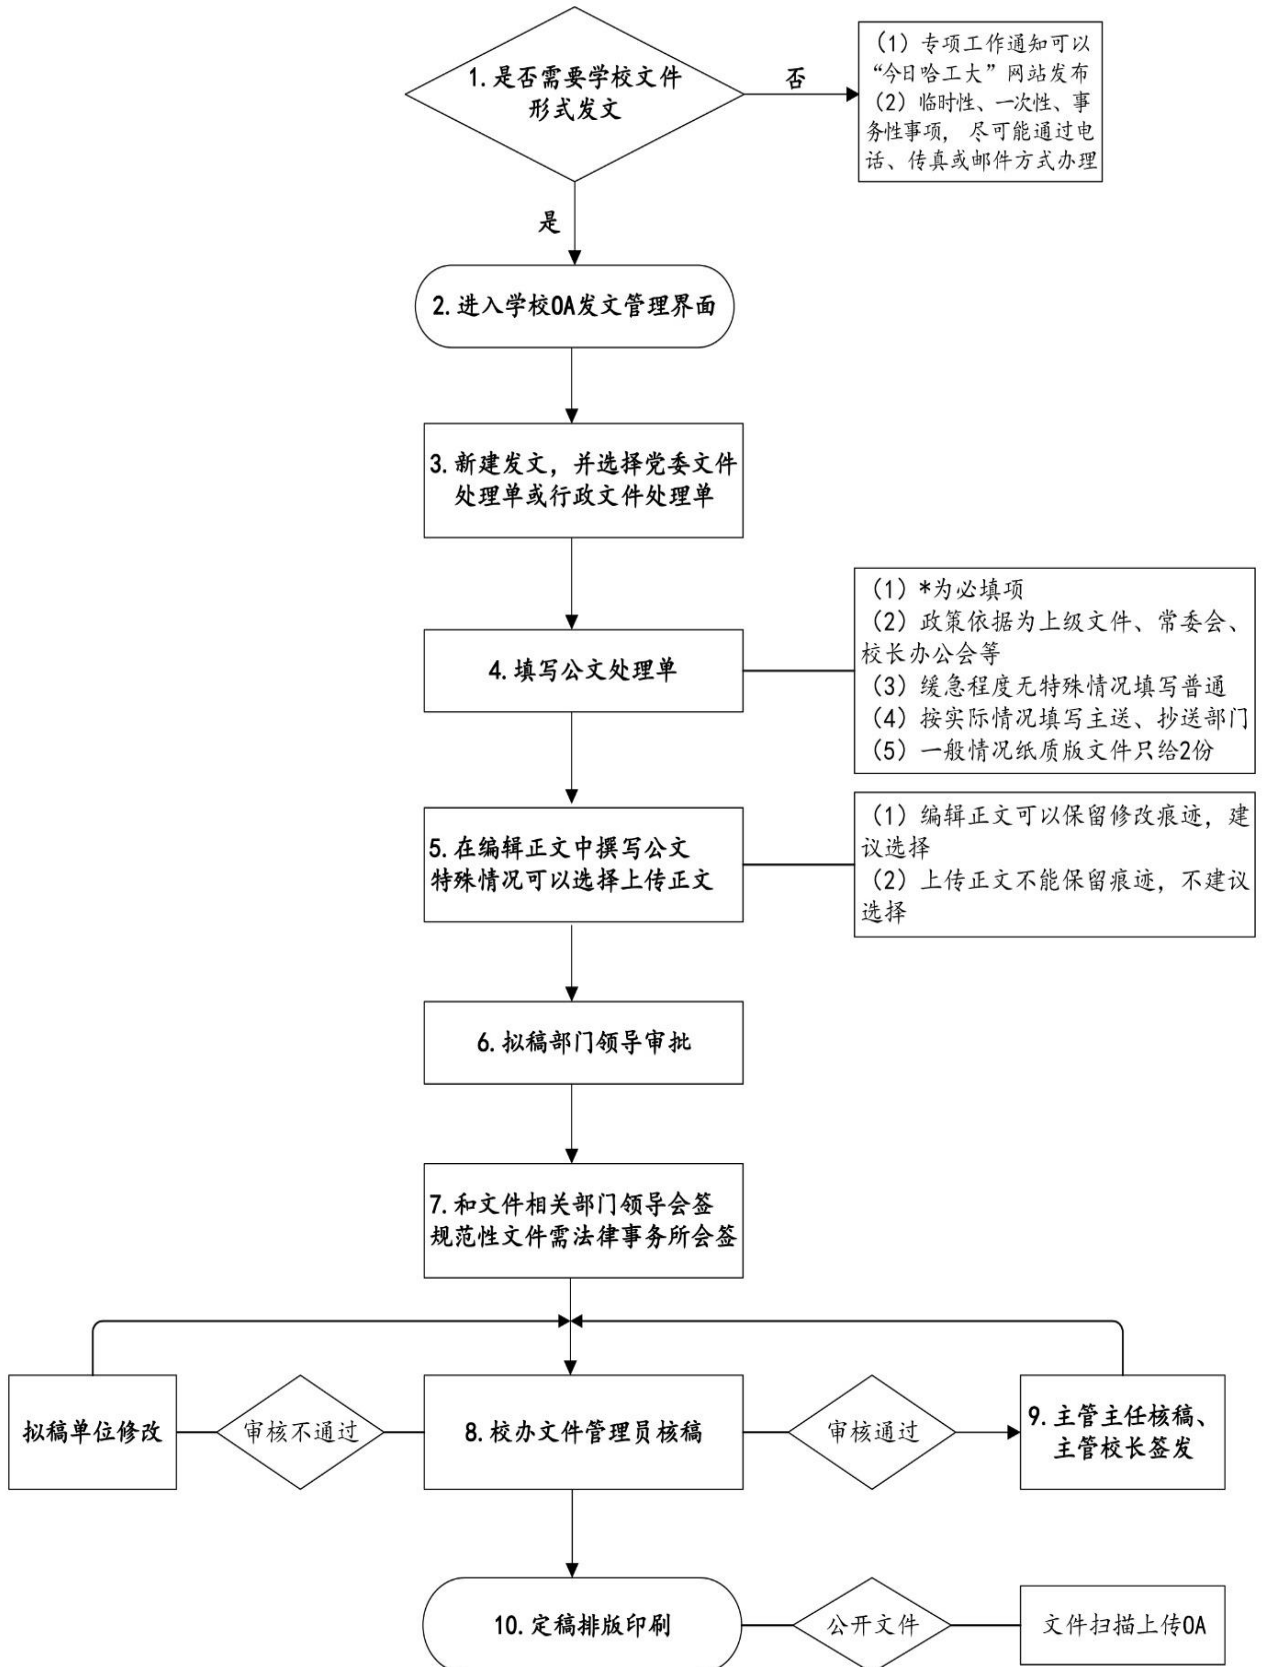 1.是否需要学校文件
形式发文
否
（1）专项工作通知可以
“今日哈工大”网站发布
（2）临时性、一次性、事
务性事项，尽可能通过电
话、传真或邮件方式办理
是
2.进入学校OA发文管理界面
3.新建发文，并选择党委文件
处理单或行政文件处理单
4.填写公文处理单
（1）*为必填项
（2）政策依据为上级文件、常委会、
校长办公会等
（3）缓急程度无特殊情况填写普通
（4）按实际情况填写主送、抄送部门
（5）一般情况纸质版文件只给2份
5.在编辑正文中撰写公文
特殊情况可以选择上传正文
（1）编辑正文可以保留修改痕迹，建
议选择
（2）上传正文不能保留痕迹，不建议
选择
6.拟稿部门领导审批
7.和文件相关部门领导会签
规范性文件需法律事务所会签
拟稿单位修改
审核不通过
8.校办文件管理员核稿
审核通过
9.主管主任核稿、
主管校长签发
10.定稿排版印刷
公开文件
文件扫描上传OA